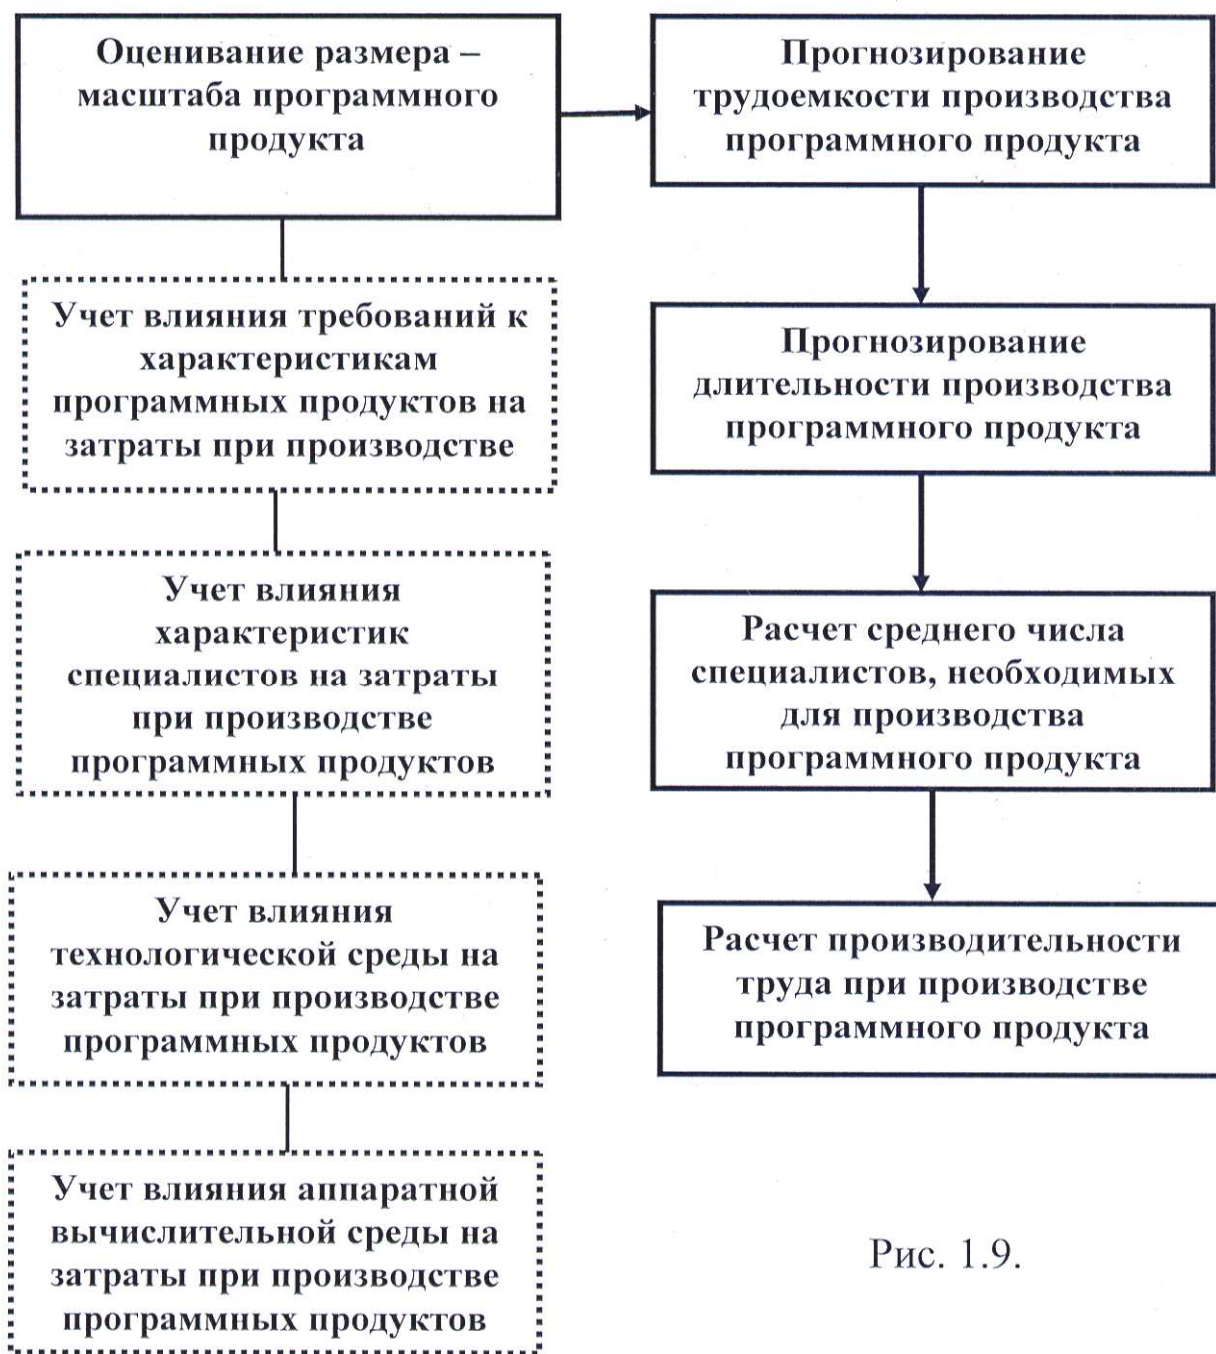 Оценивание размера –
масштаба программного
продукта
Прогнозирование
трудоемкости производства
программного продукта
Учет влияния требований к
характеристикам
программных продуктов на
затраты при производстве
Прогнозирование
длительности производства
программного продукта
Учет влияния
характеристик
специалистов на затраты
при производстве
программных продуктов
Расчет среднего числа
специалистов, необходимых
для производства
программного продукта
Учет влияния
технологической среды на
затраты при производстве
программных продуктов
Расчет производительности
труда при производстве
программного продукта
Учет влияния аппаратной
вычислительной среды на
затраты при производстве
программных продуктов
Рис. 1.9.